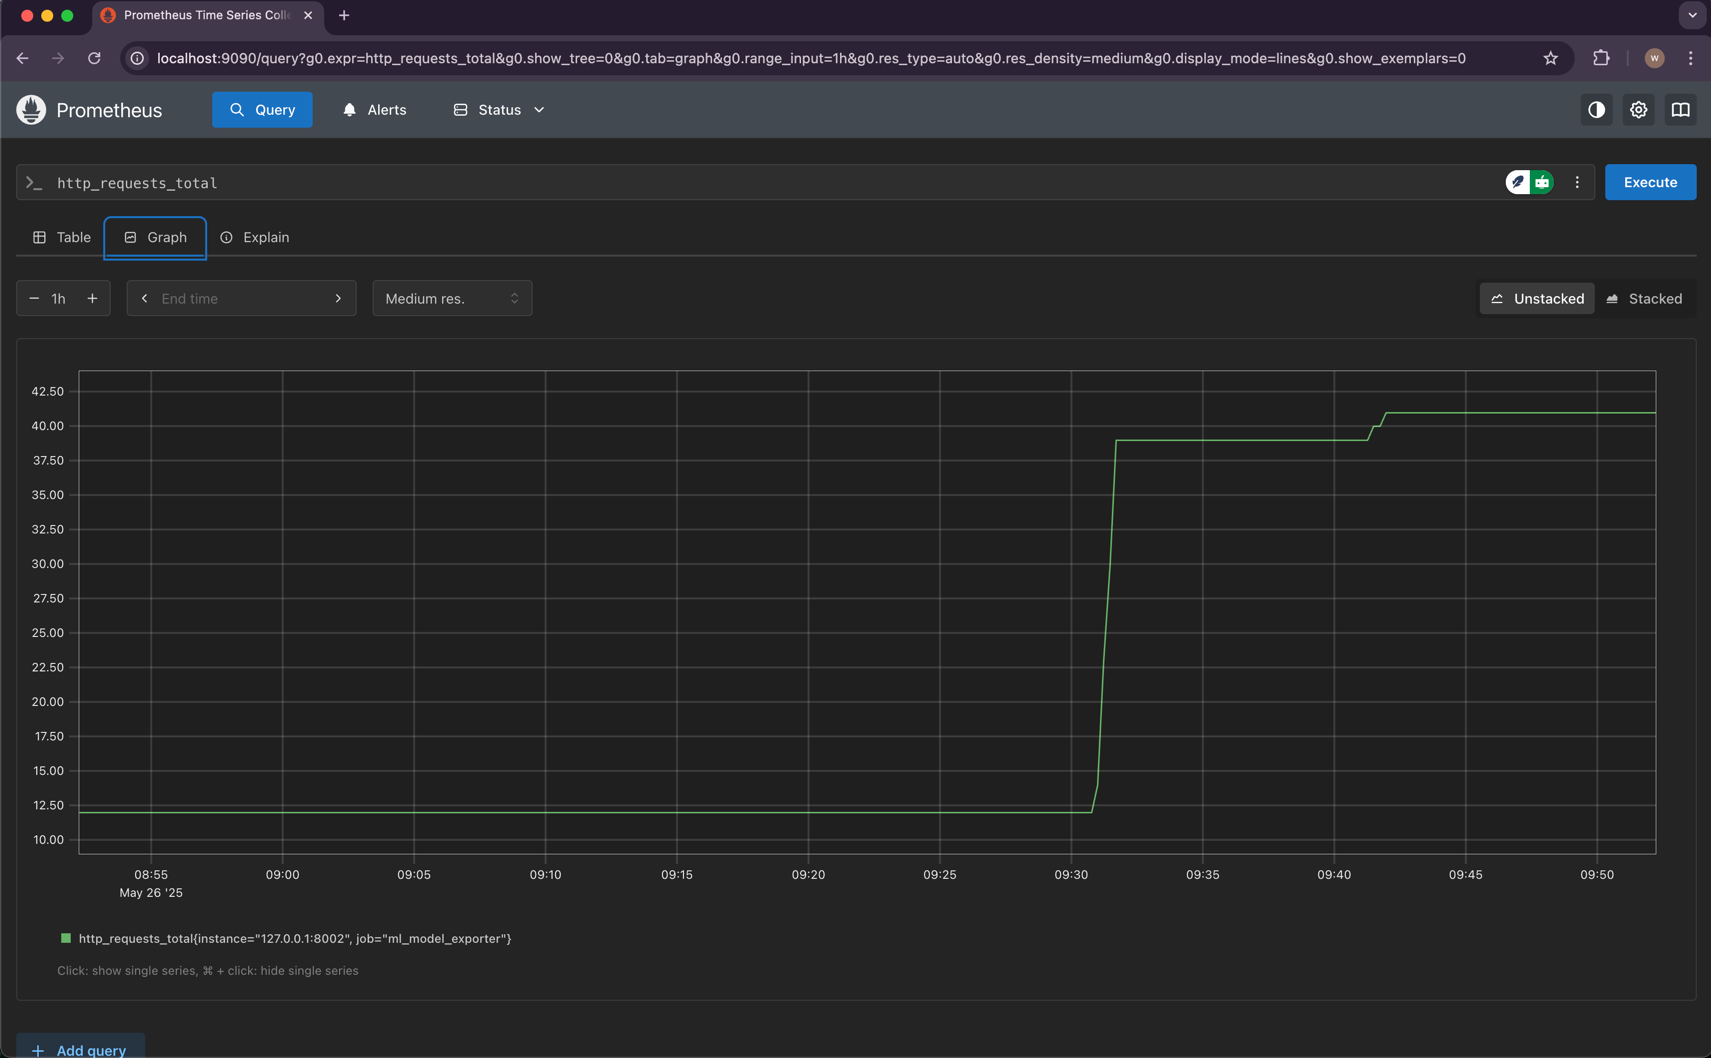 Prometheus Time Series Colle
localhost:9090/query?g0.expr=http_requests_total&g0.show_tree=0&g0.tab=graph&g0.range_input=1h&g0.res_type=auto&g0.res_density=medium&g0.display_mode=lines&g0.show_exemplars=0
W
Prometheus
Query
Alerts
Status
>_ http_requests_total
Execute
Table
Graph
Explain
− 1h +
End time
Medium res.
Unstacked
Stacked
42.50
40.00
37.50
35.00
32.50
30.00
27.50
25.00
22.50
20.00
17.50
15.00
12.50
10.00
08:55 09:00 09:05 09:10 09:15 09:20 09:25 09:30 09:35 09:40 09:45 09:50
May 26 '25
http_requests_total{instance="127.0.0.1:8002", job="ml_model_exporter"}
Click: show single series, ⌘ + click: hide single series
+ Add query